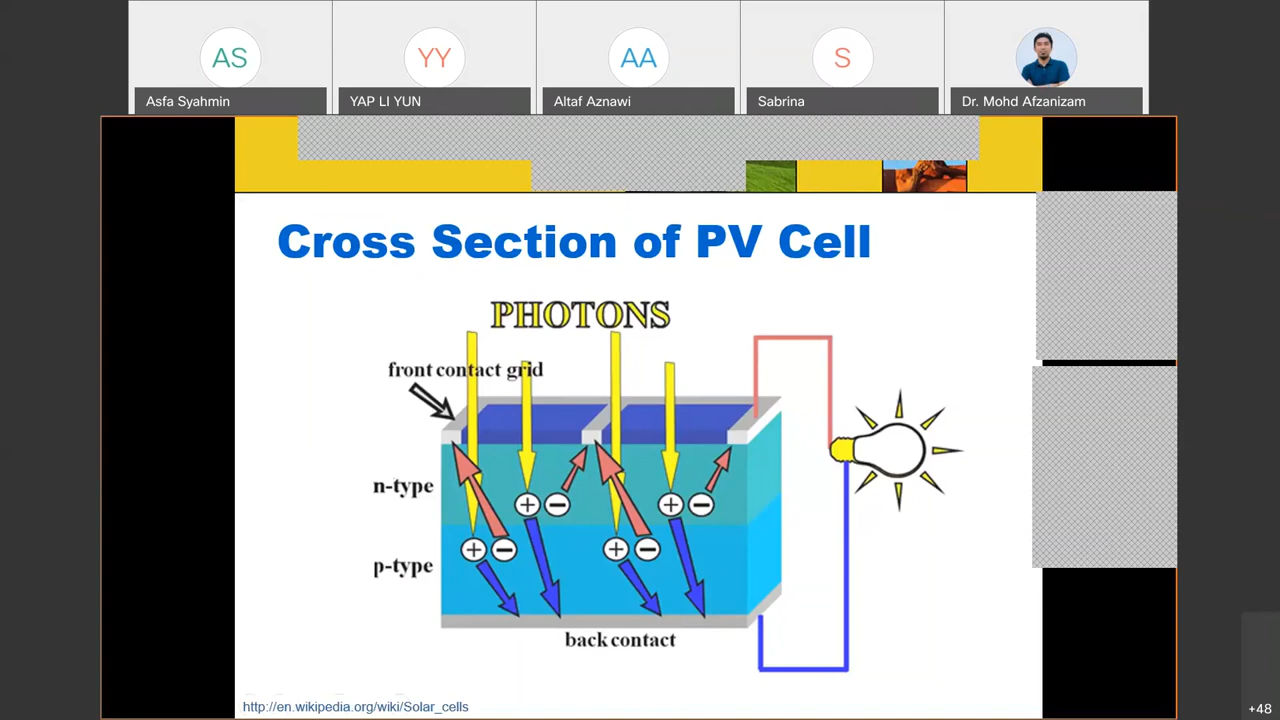 AS
YY
AA
S
Asfa Syahmin
YAP LI YUN
Altaf Aznawi
Sabrina
Dr. Mohd Afzanizam
Cross Section of PV Cell
PHOTONS
front contact grid
n-type
+ −
+ −
+ −
+ −
p-type
back contact
http://en.wikipedia.org/wiki/Solar_cells
+48